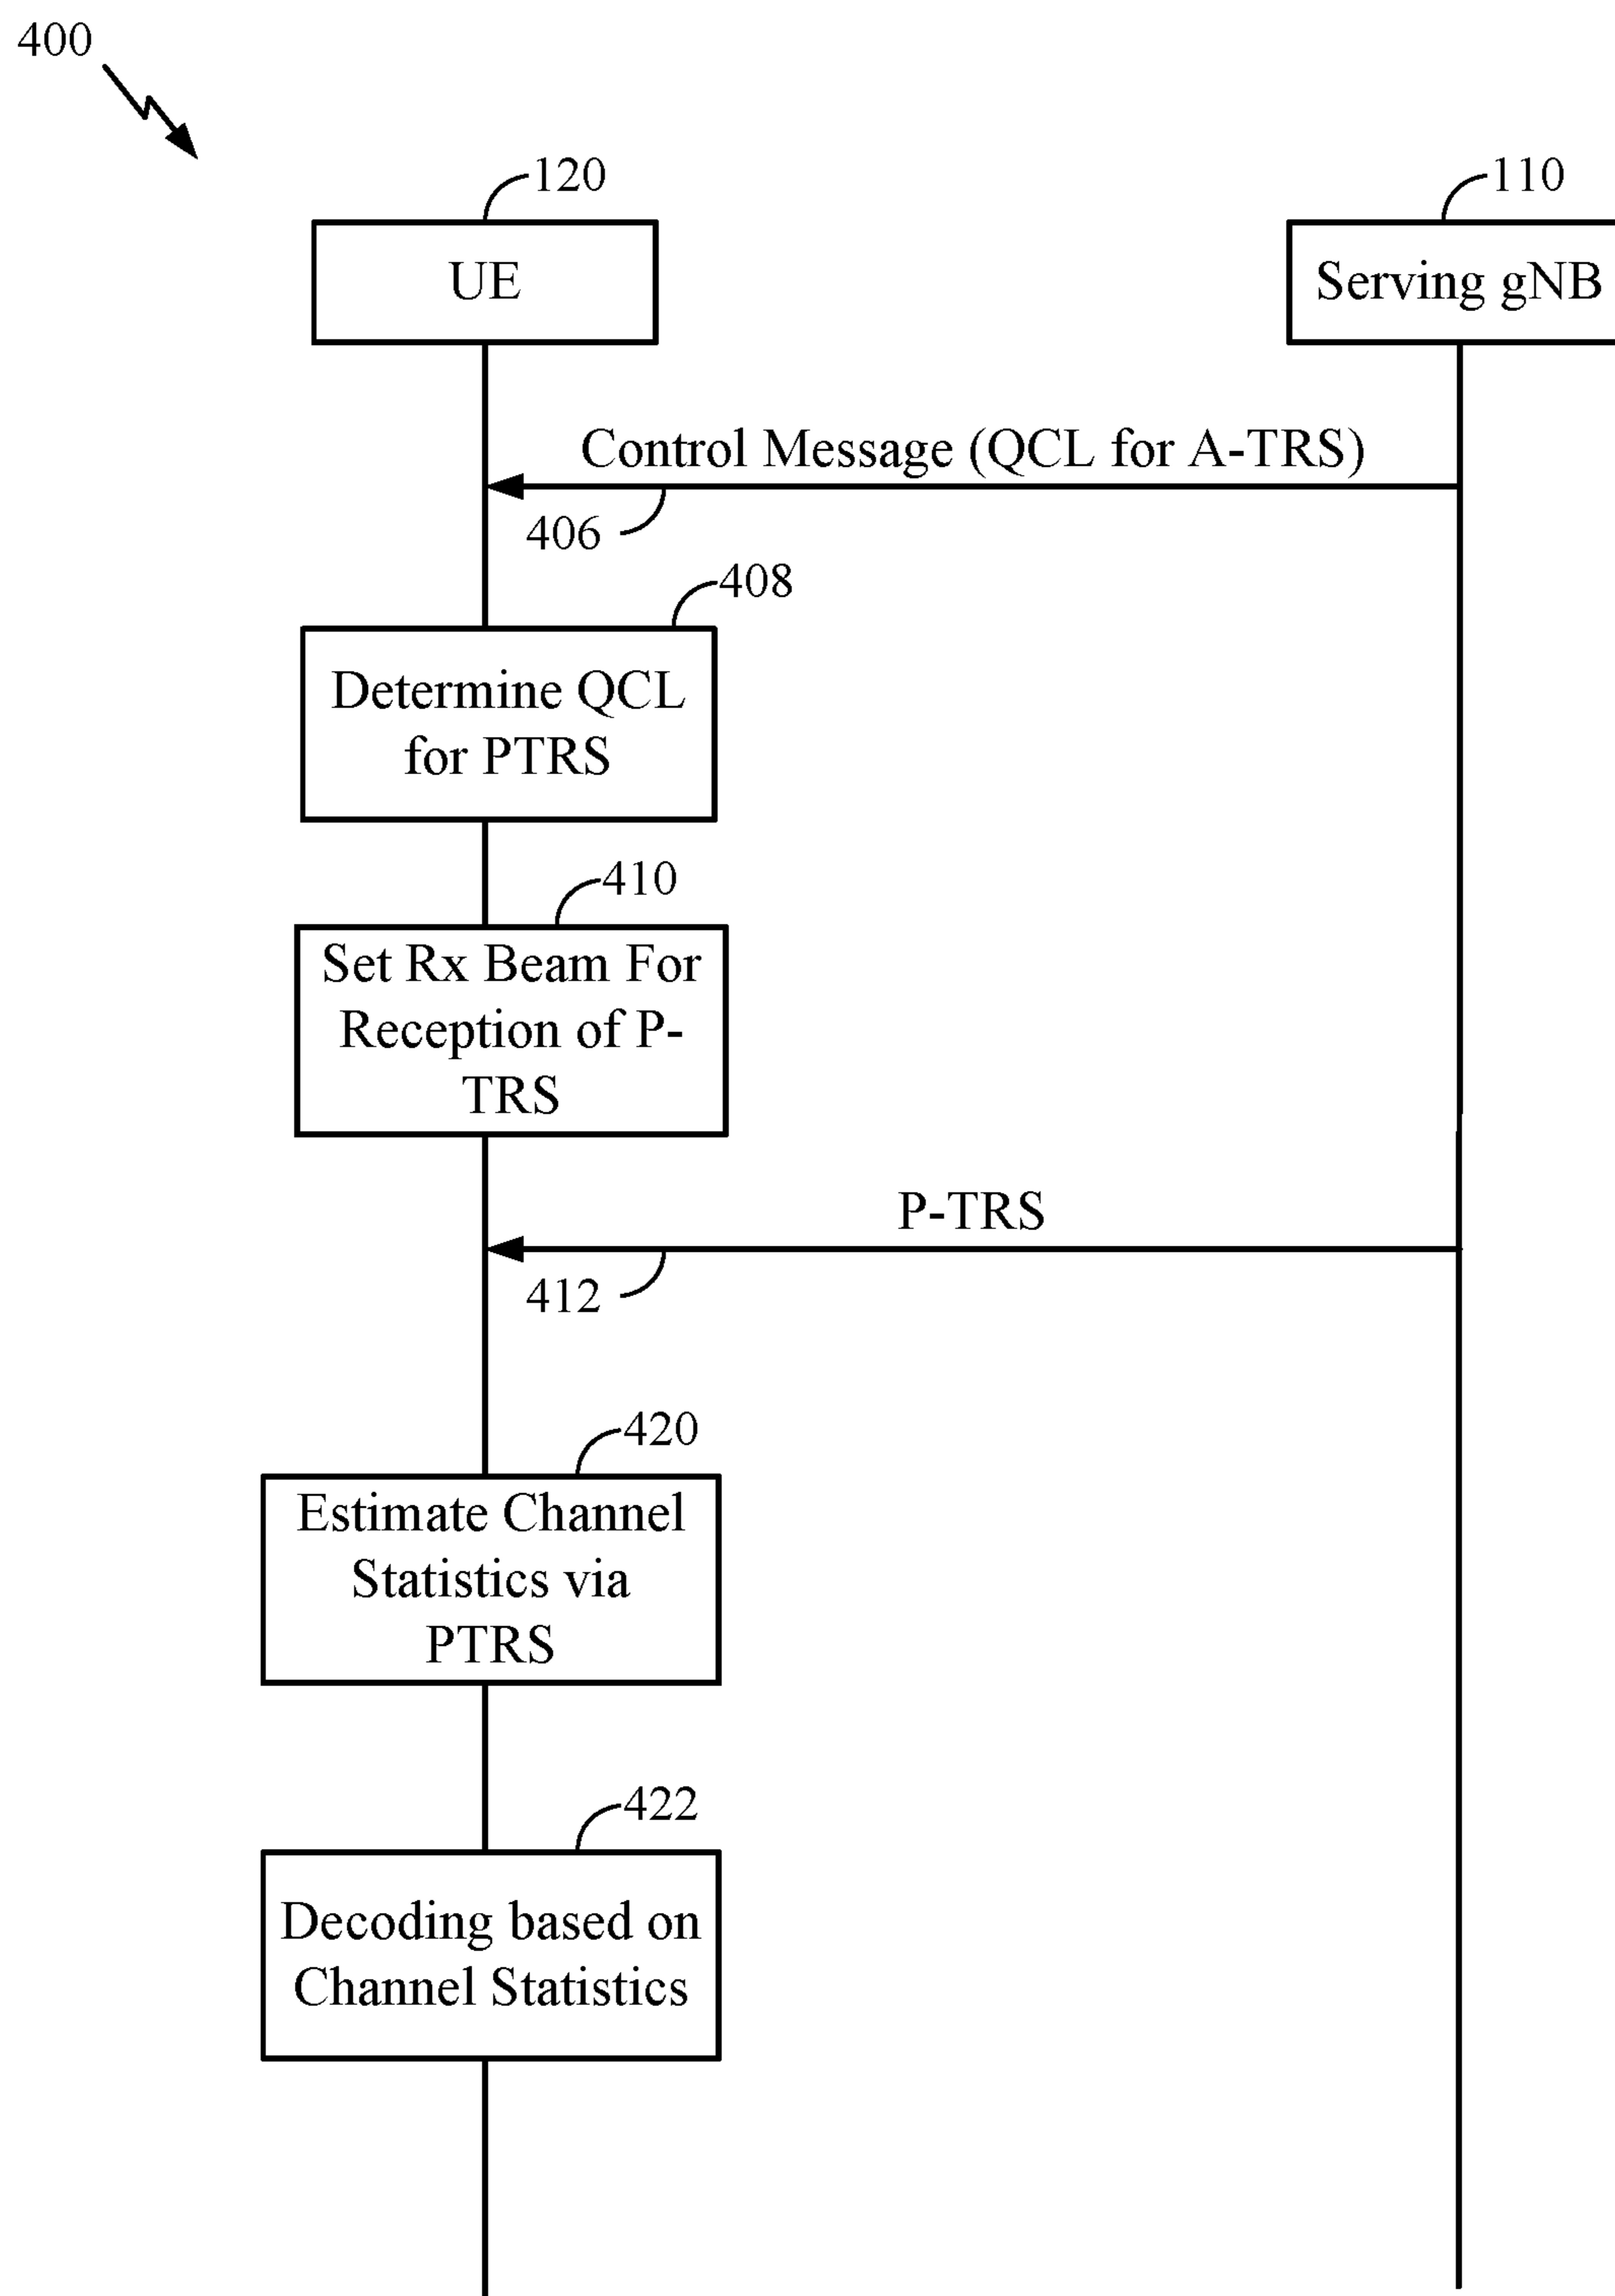 400
120
110
UE
Serving gNB
Control Message (QCL for A-TRS)
406
408
Determine QCL
for PTRS
410
Set Rx Beam For
Reception of P-
TRS
P-TRS
412
420
Estimate Channel
Statistics via
PTRS
422
Decoding based on
Channel Statistics